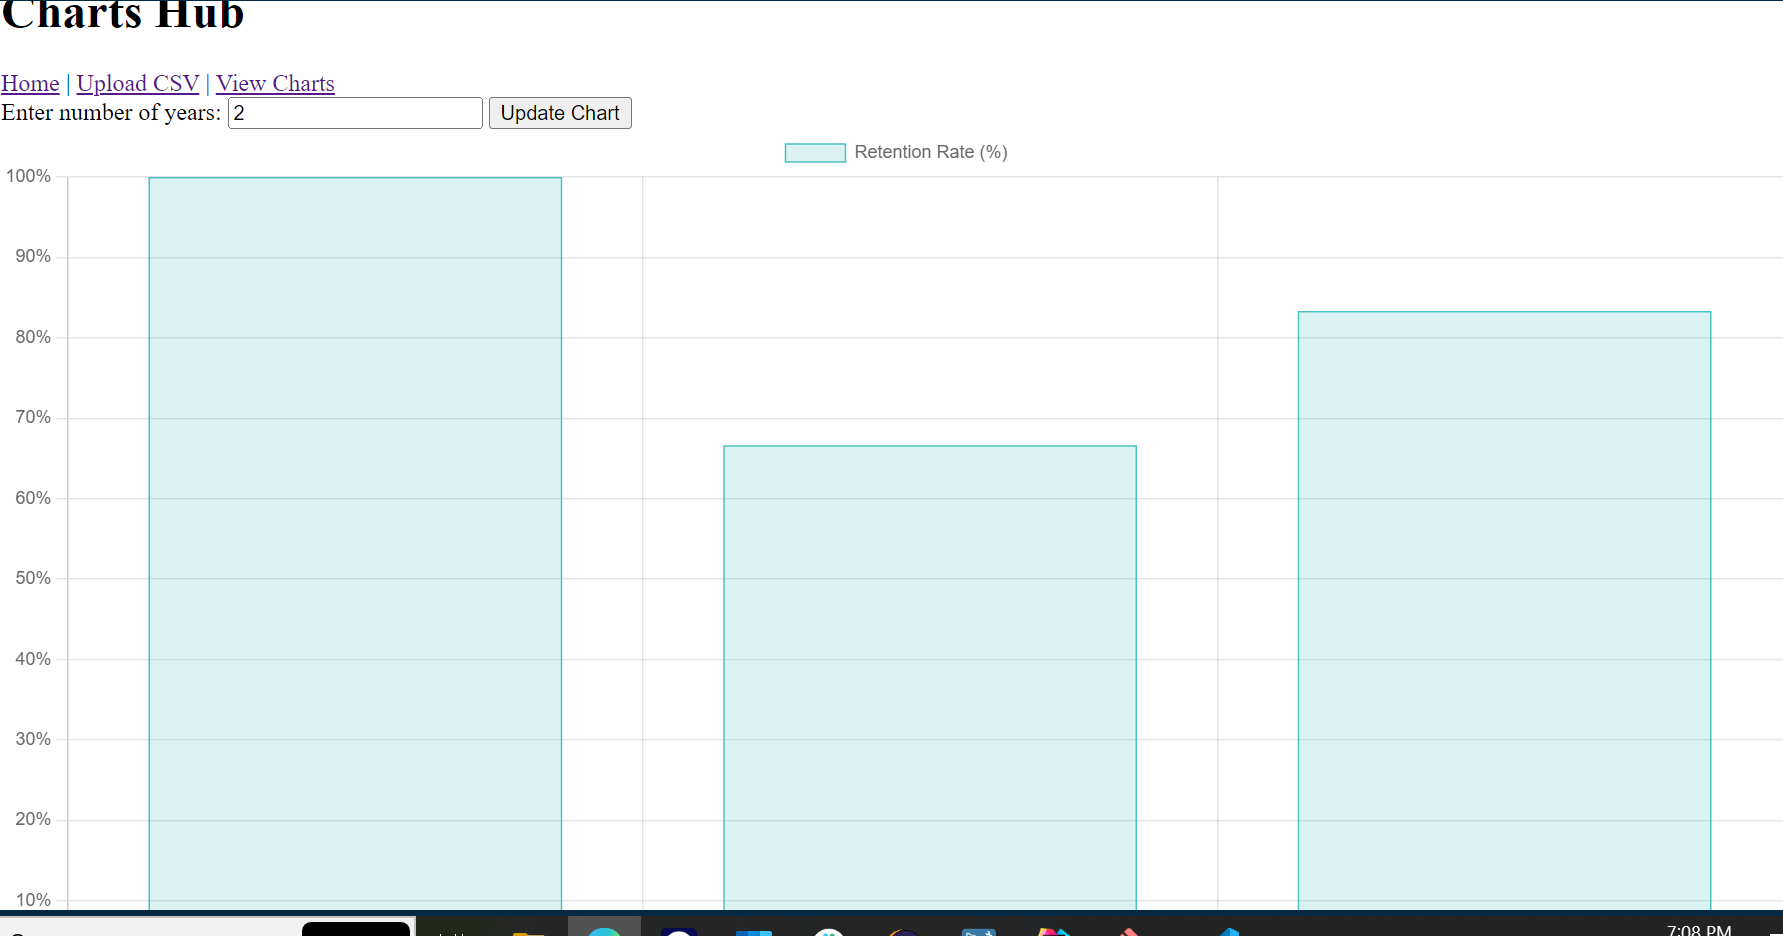 Charts Hub
Home | Upload CSV | View Charts
Enter number of years: 2 Update Chart
Retention Rate (%)
100%
90%
80%
70%
60%
50%
40%
30%
20%
10%
7:08 PM